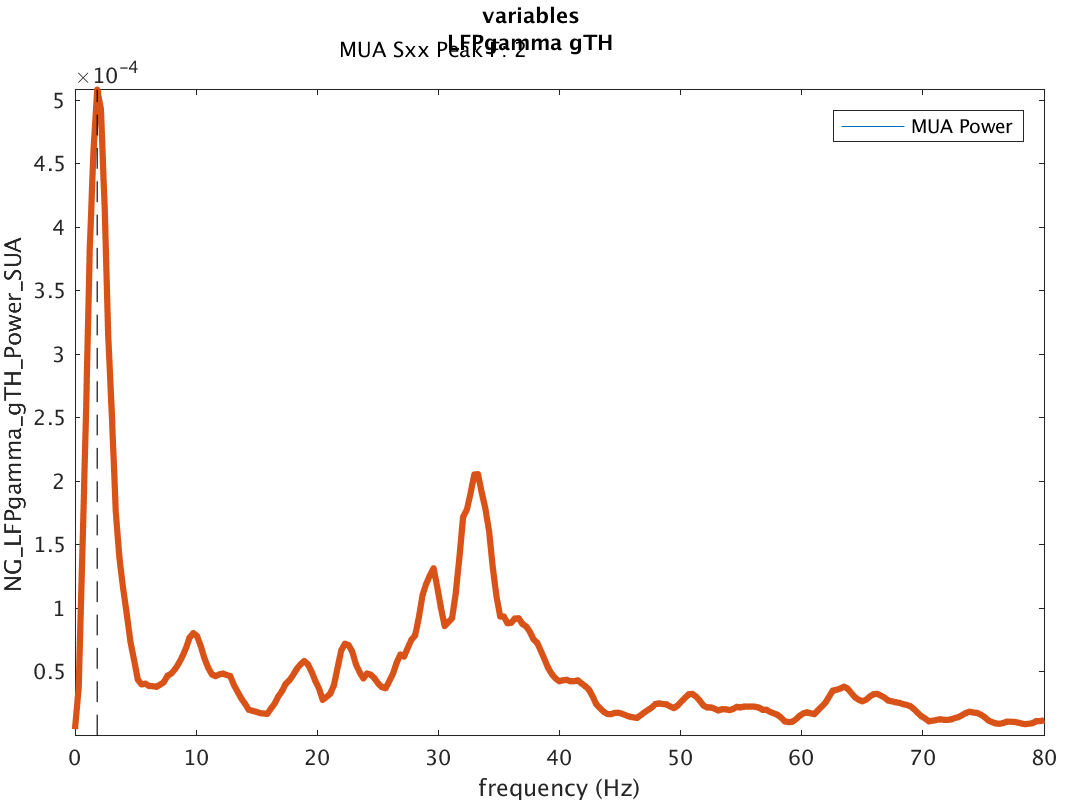 variables
LFPgamma gTH
MUA Sxx Peak F: 2
×10⁻⁴
5
4.5
4
3.5
3
2.5
2
1.5
1
0.5
NG_LFPgamma_gTH_Power_SUA
MUA Power
0 10 20 30 40 50 60 70 80
frequency (Hz)